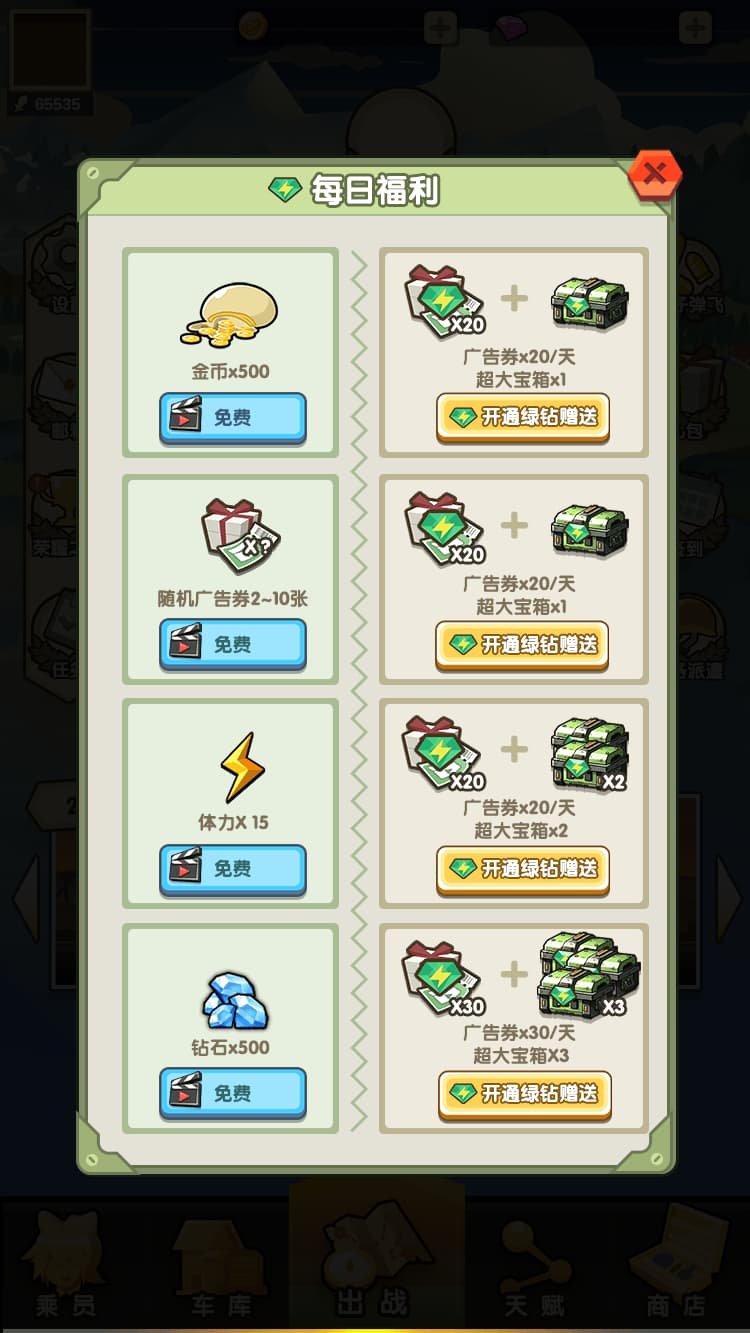 65535
每日福利
金币x500
免费
X20
广告券x20/天
超大宝箱x1
开通绿钻赠送
X?
随机广告券2~10张
免费
X20
广告券x20/天
超大宝箱x1
开通绿钻赠送
体力X 15
免费
X20
X2
广告券x20/天
超大宝箱x2
开通绿钻赠送
钻石x500
免费
X30
X3
广告券x30/天
超大宝箱X3
开通绿钻赠送
乘员
车库
出战
天赋
商店